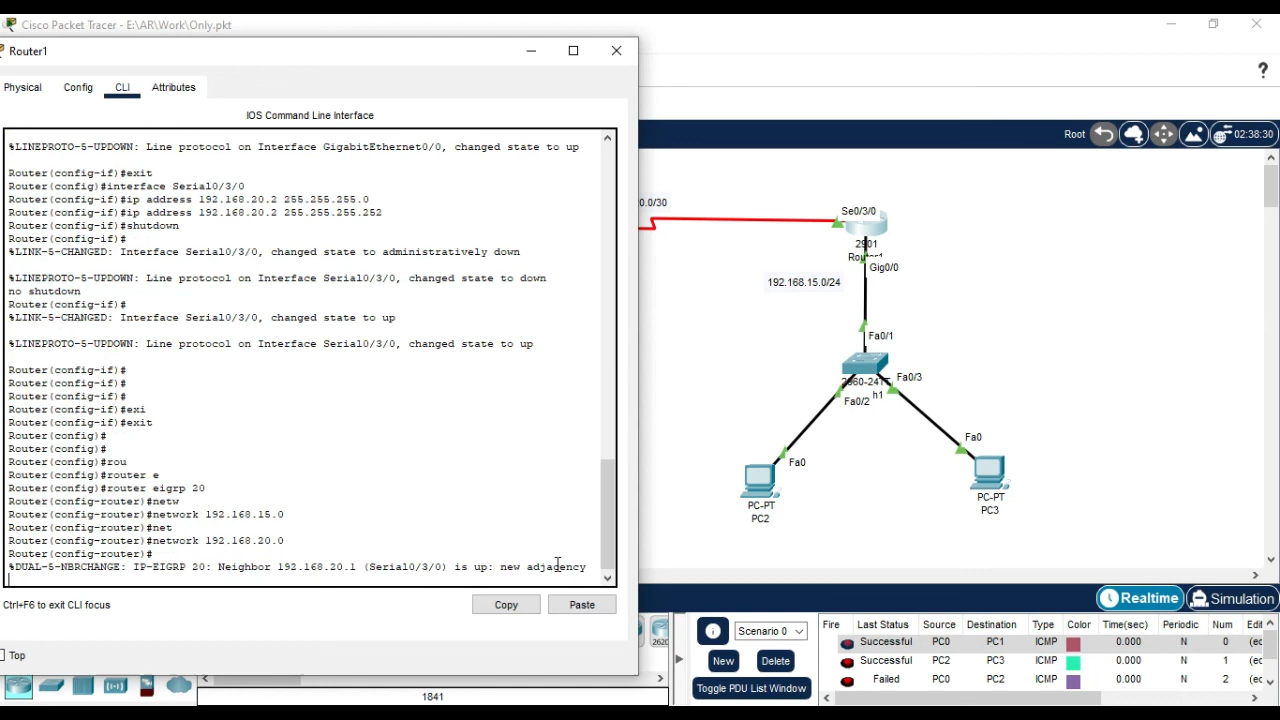 Cisco Packet Tracer - E:\AR\Work\Only.pkt
Router1
Physical
Config
CLI
Attributes
IOS Command Line Interface
%LINEPROTO-5-UPDOWN: Line protocol on Interface GigabitEthernet0/0, changed state to up
Router(config-if)#exit
Router(config)#interface Serial0/3/0
Router(config-if)#ip address 192.168.20.2 255.255.255.0
Router(config-if)#ip address 192.168.20.2 255.255.255.252
Router(config-if)#shutdown
Router(config-if)#
%LINK-5-CHANGED: Interface Serial0/3/0, changed state to administratively down
%LINEPROTO-5-UPDOWN: Line protocol on Interface Serial0/3/0, changed state to down
no shutdown
Router(config-if)#
%LINK-5-CHANGED: Interface Serial0/3/0, changed state to up
%LINEPROTO-5-UPDOWN: Line protocol on Interface Serial0/3/0, changed state to up
Router(config-if)#
Router(config-if)#
Router(config-if)#
Router(config-if)#exi
Router(config-if)#exit
Router(config)#
Router(config)#
Router(config)#rou
Router(config)#router e
Router(config)#router eigrp 20
Router(config-router)#netw
Router(config-router)#network 192.168.15.0
Router(config-router)#net
Router(config-router)#network 192.168.20.0
Router(config-router)#
%DUAL-5-NBRCHANGE: IP-EIGRP 20: Neighbor 192.168.20.1 (Serial0/3/0) is up: new adjacency
Ctrl+F6 to exit CLI focus
Copy
Paste
Top
?
Root
02:38:30
0.0/30
Se0/3/0
2901
Router1
Gig0/0
192.168.15.0/24
Fa0/1
Fa0/3
h1
Fa0/2
Fa0
Fa0
PC-PT
PC2
PC-PT
PC3
Realtime
Simulation
2620
1841
Scenario 0
New
Delete
Toggle PDU List Window
Fire Last Status Source Destination Type Color Time(sec) Periodic Num Edit
Successful PC0 PC1 ICMP 0.000 N 0 (ec
Successful PC2 PC3 ICMP 0.000 N 1 (ec
Failed PC0 PC2 ICMP 0.000 N 2 (ec